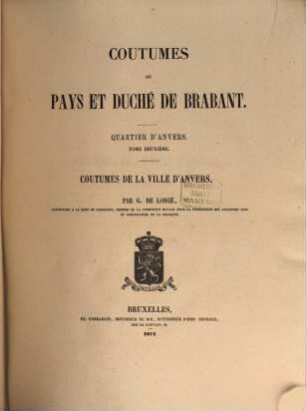 COUTUMES
DU
PAYS ET DUCHÉ DE BRABANT.
QUARTIER D'ANVERS.
TOME DEUXIÈME.
COUTUMES DE LA VILLE D'ANVERS,
PAR G. DE LONGÉ,
BRUXELLES,
1871